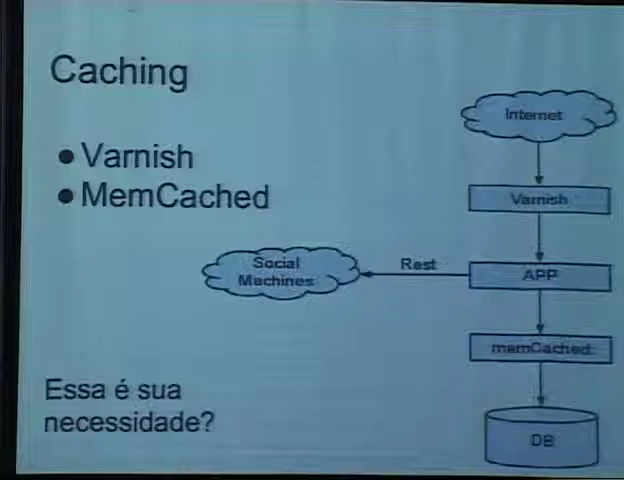 Caching
● Varnish
● MemCached
Internet
Varnish
Social
Machines
Rest
APP
memCached
DB
Essa é sua
necessidade?